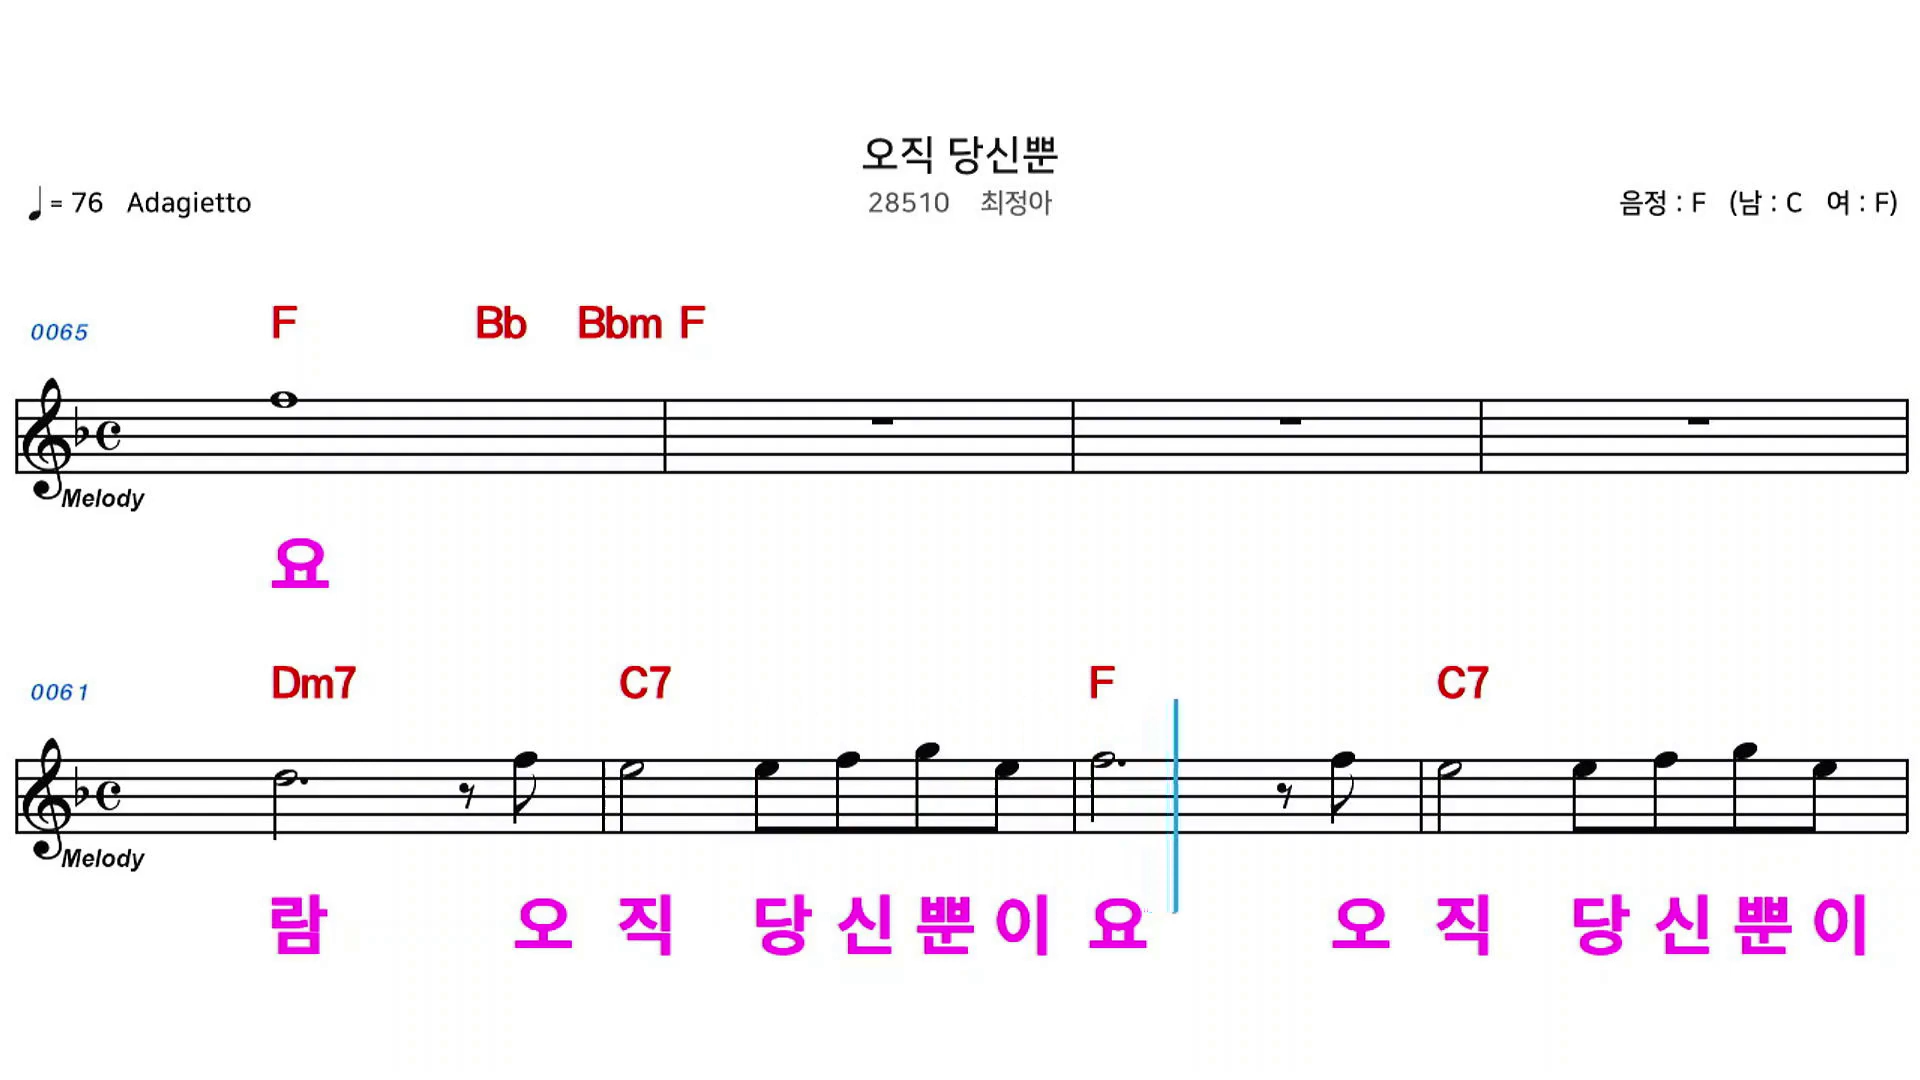 오직 당신뿐
♩= 76 Adagietto 28510 최정아 음정 : F (남 : C 여 : F)
0065 F Bb Bbm F
Melody
요
0061 Dm7 C7 F C7
Melody
람 오 직 당 신 뿐 이 요 오 직 당 신 뿐 이